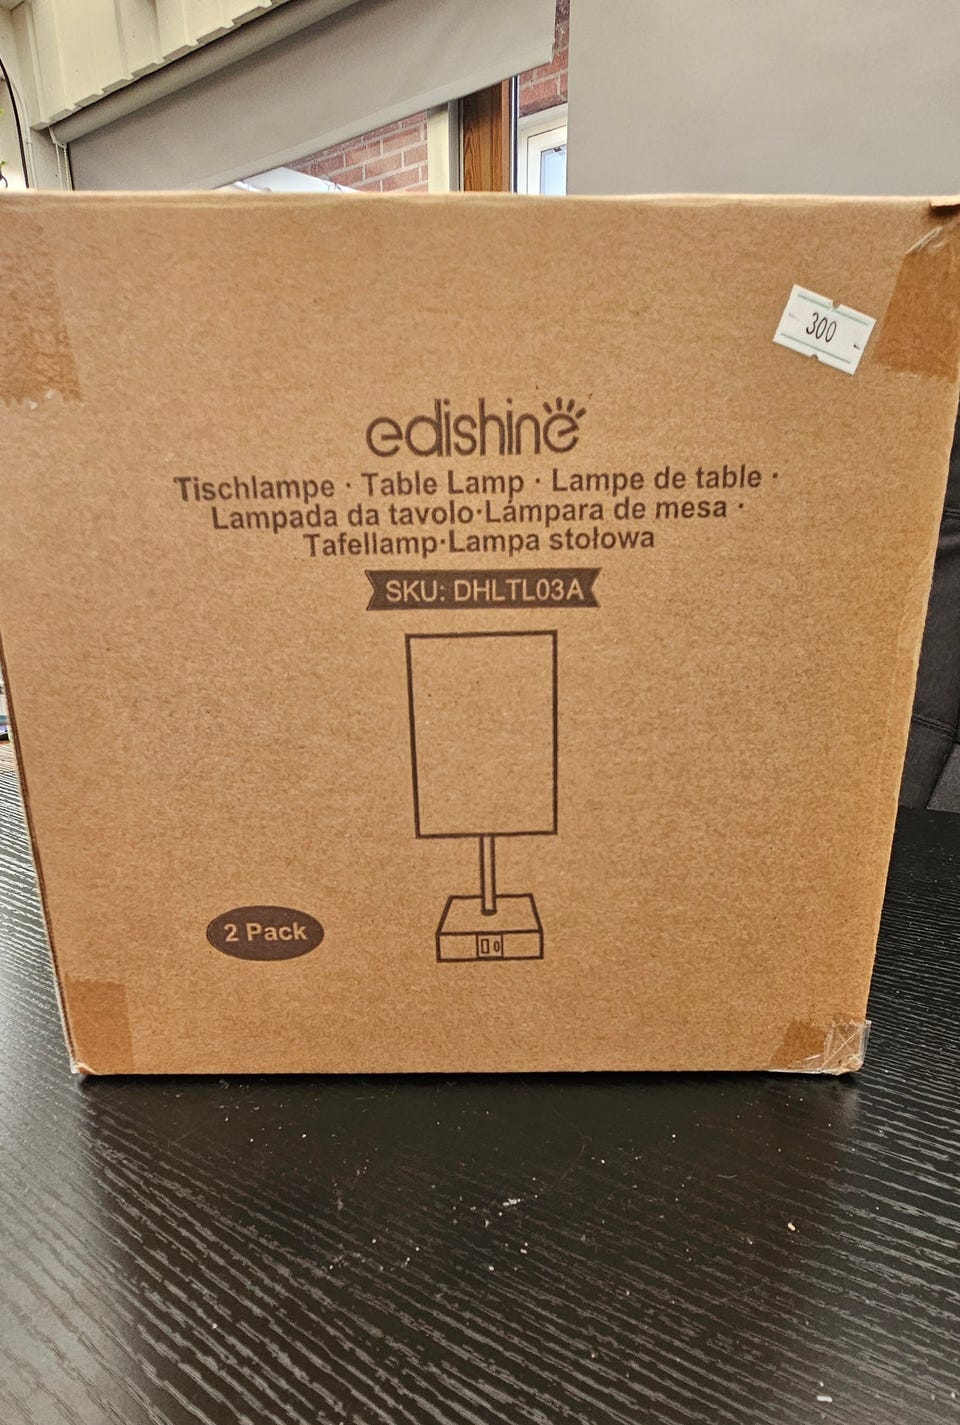 300
edishine
Tischlampe · Table Lamp · Lampe de table ·
Lampada da tavolo·Lámpara de mesa ·
Tafellamp·Lampa stołowa
SKU: DHLTL03A
2 Pack